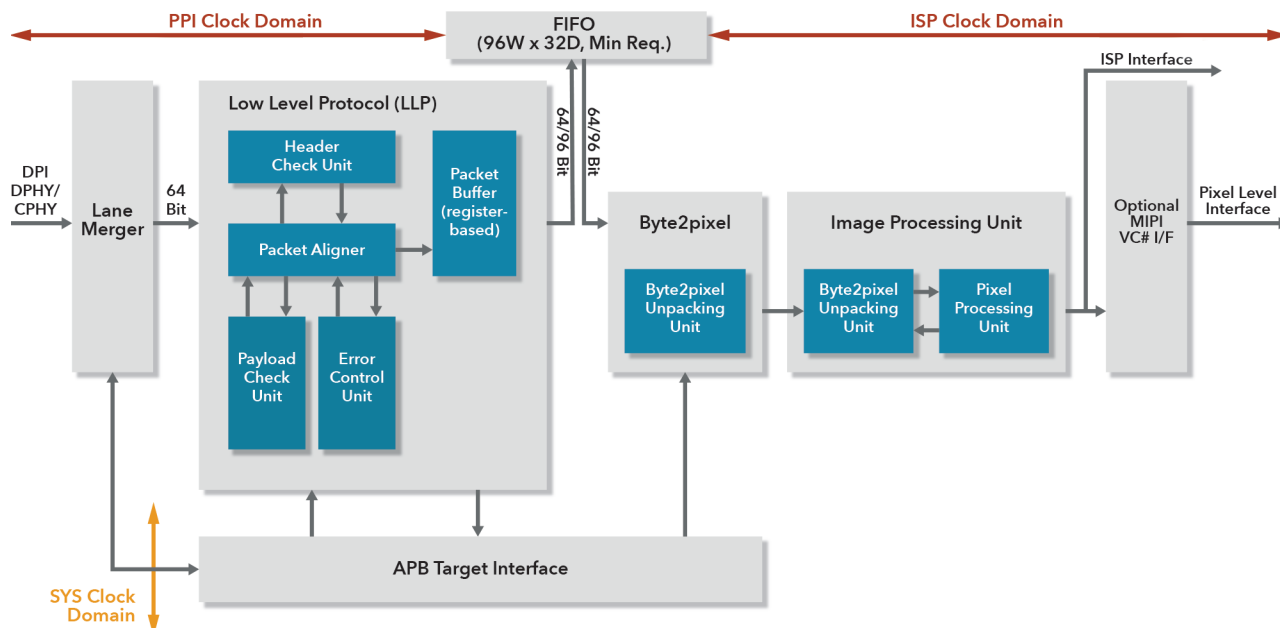 PPI Clock Domain
FIFO
(96W x 32D, Min Req.)
ISP Clock Domain
ISP Interface
Low Level Protocol (LLP)
64/96 Bit
64/96 Bit
Header
Check Unit
Packet
Buffer
(register-
based)
DPI
DPHY/
CPHY
Lane
Merger
64
Bit
Packet Aligner
Byte2pixel
Image Processing Unit
Optional
MIPI
VC# I/F
Pixel Level
Interface
Byte2pixel
Unpacking
Unit
Byte2pixel
Unpacking
Unit
Pixel
Processing
Unit
Payload
Check
Unit
Error
Control
Unit
APB Target Interface
SYS Clock
Domain